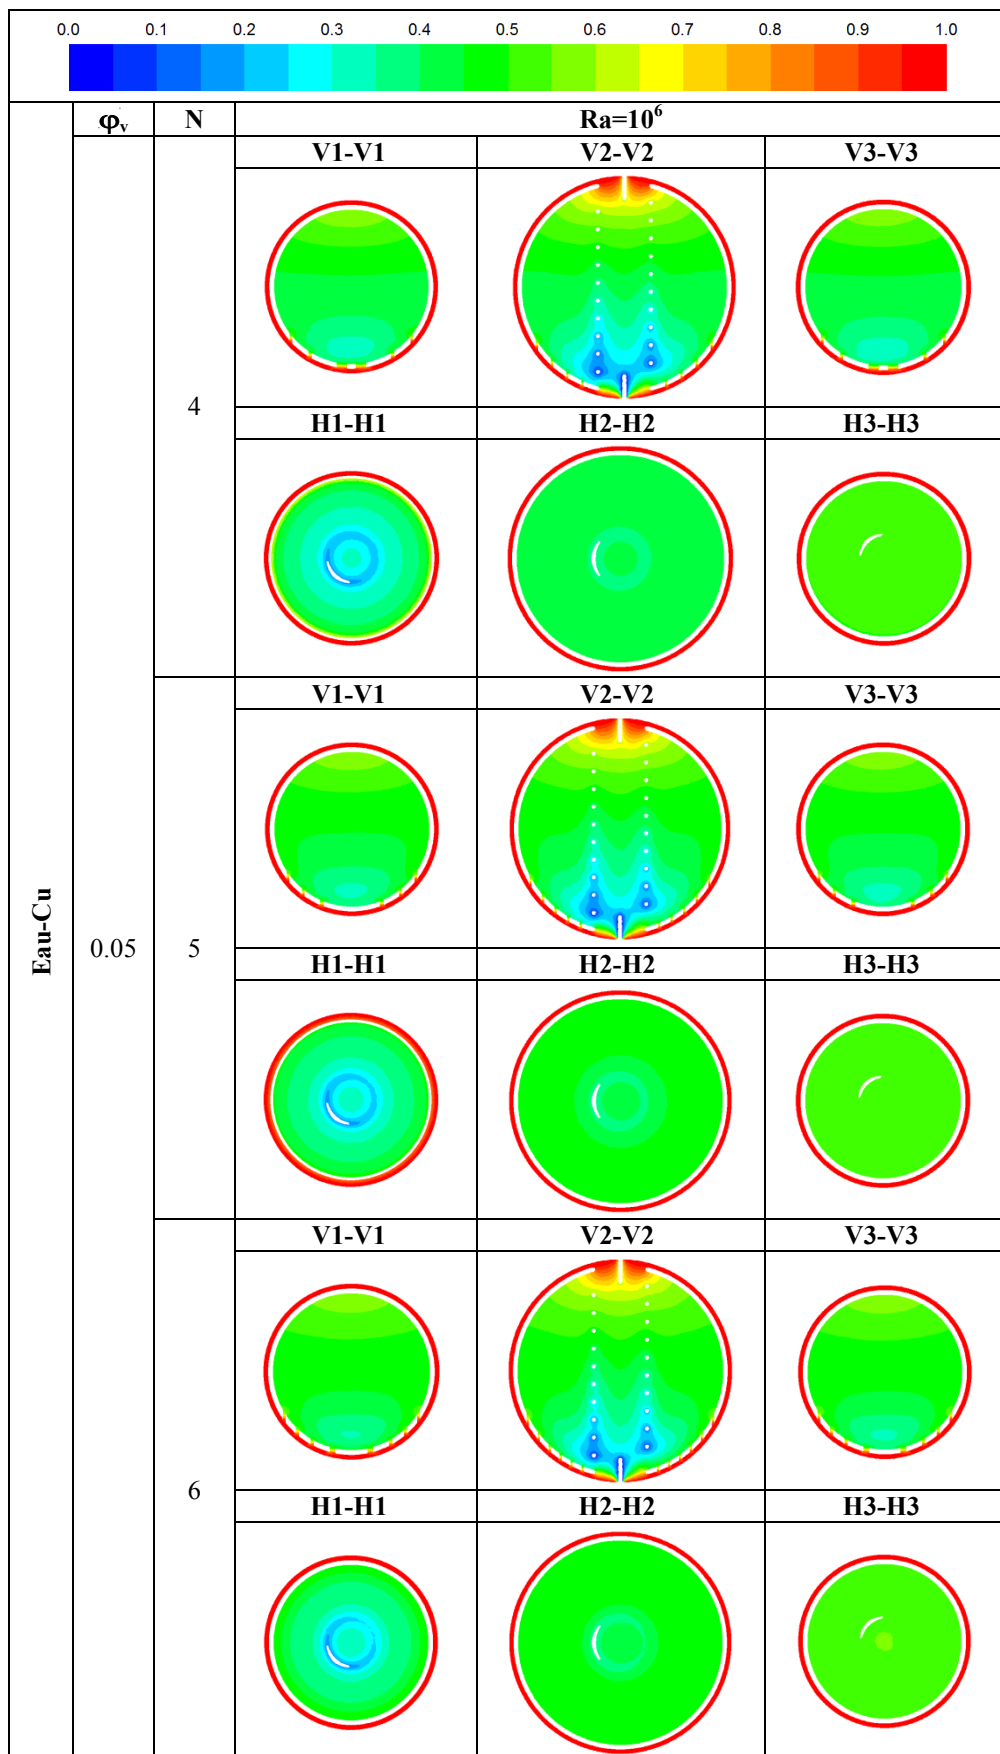 0.0 0.1 0.2 0.3 0.4 0.5 0.6 0.7 0.8 0.9 1.0
φv N Ra=10⁶
Eau-Cu
0.05
4
V1-V1 V2-V2 V3-V3
H1-H1 H2-H2 H3-H3
5
V1-V1 V2-V2 V3-V3
H1-H1 H2-H2 H3-H3
6
V1-V1 V2-V2 V3-V3
H1-H1 H2-H2 H3-H3